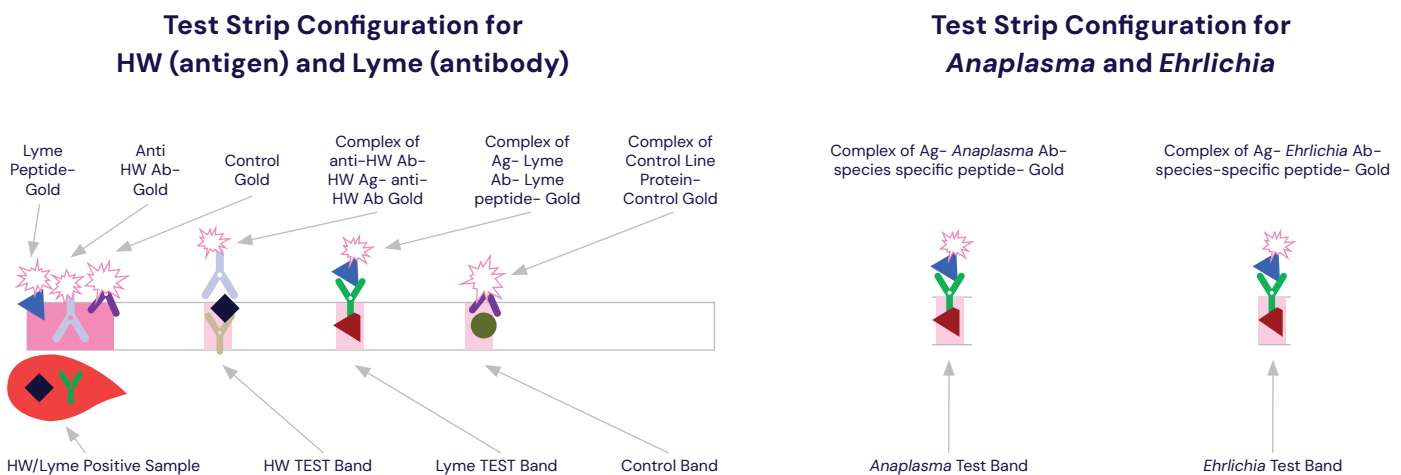 Test Strip Configuration for
HW (antigen) and Lyme (antibody)
Lyme
Peptide-
Gold
Anti
HW Ab-
Gold
Control
Gold
Complex of
anti-HW Ab-
HW Ag- anti-
HW Ab Gold
Complex of
Ag- Lyme
Ab- Lyme
peptide- Gold
Complex of
Control Line
Protein-
Control Gold
HW/Lyme Positive Sample
HW TEST Band
Lyme TEST Band
Control Band
Test Strip Configuration for
Anaplasma and Ehrlichia
Complex of Ag- Anaplasma Ab-
species specific peptide- Gold
Complex of Ag- Ehrlichia Ab-
species-specific peptide- Gold
Anaplasma Test Band
Ehrlichia Test Band